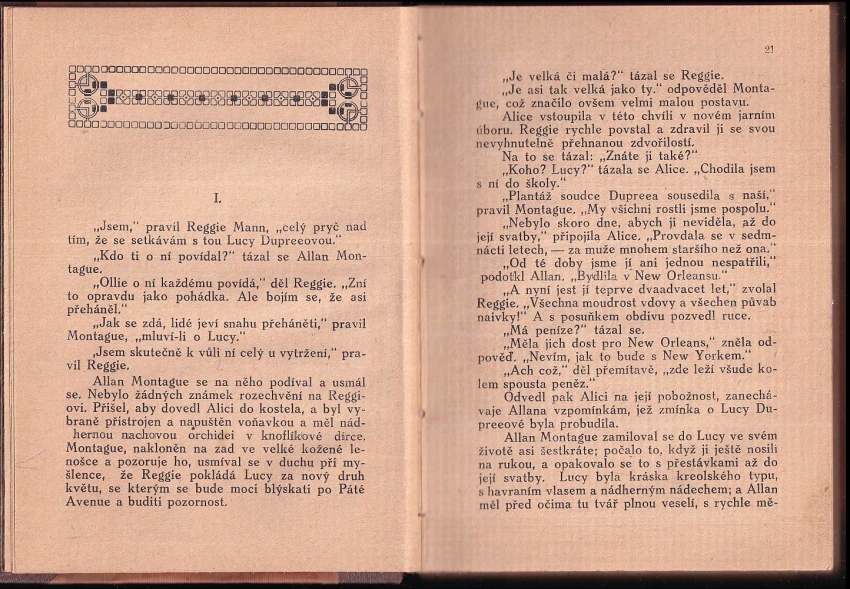 I.
„Jsem,“ pravil Reggie Mann, „celý pryč nad
tím, že se setkávám s tou Lucy Dupreeovou.“
„Kdo ti o ní povídal?“ tázal se Allan Mon-
tague.
„Ollie o ní každému povídá,“ děl Reggie. „Zní
to opravdu jako pohádka. Ale bojím se, že asi
přeháněl.“
„Jak se zdá, lidé jeví snahu přeháněti,“ pravil
Montague, „mluví-li o Lucy.“
„Jsem skutečně k vůli ní celý u vytržení,“ pra-
vil Reggie.
Allan Montague se na něho podíval a usmál
se. Nebylo žádných známek rozechvění na Reggi-
ovi. Přišel, aby dovedl Alici do kostela, a byl vy-
braně přistrojen a napuštěn voňavkou a měl nád-
hernou nachovou orchideí v knoflíkové dírce.
Montague, nakloněn na zad ve velké kožené le-
nošce a pozoruje ho, usmíval se v duchu při my-
šlence, že Reggie pokládá Lucy za nový druh
květu, se kterým se bude moci blýskati po Páté
Avenue a buditi pozornost.
21
„Je velká či malá?“ tázal se Reggie.
„Je asi tak velká jako ty.“ odpověděl Monta-
gue, což značilo ovšem velmi malou postavu.
Alice vstoupila v této chvíli v novém jarním
úboru. Reggie rychle povstal a zdravil ji se svou
nevyhnutelně přehnanou zdvořilostí.
Na to se tázal: „Znáte ji také?“
„Koho? Lucy?“ tázala se Alice. „Chodila jsem
s ní do školy.“
„Plantáž soudce Dupreea sousedila s naší,“
pravil Montague. „My všichni rostli jsme pospolu.“
„Nebylo skoro dne, abych ji neviděla, až do
její svatby,“ připojila Alice. „Provdala se v sedm-
nácti letech, — za muže mnohem staršího než ona.“
„Od té doby jsme jí ani jednou nespatřili,“
podotkl Allan. „Bydlila v New Orleansu.“
„A nyní jest jí teprve dvaadvacet let,“ zvolal
Reggie. „Všechna moudrost vdovy a všechen půvab
naivky!“ A s posuňkem obdivu pozvedl ruce.
„Má peníze?“ tázal se.
„Měla jich dost pro New Orleans,“ zněla od-
pověď. „Nevím, jak to bude s New Yorkem.“
„Ach což,“ děl přemítavě, „zde leží všude ko-
lem spousta peněz.“
Odvedl pak Alici na její pobožnost, zanechá-
vaje Allana vzpomínkám, jež zmínka o Lucy Du-
preeové byla probudila.
Allan Montague zamiloval se do Lucy ve svém
životě asi šestkráte; počalo to, když ji ještě nosili
na rukou, a opakovalo se to s přestávkami až do
její svatby. Lucy byla kráska kreolského typu,
s havraním vlasem a nádherným nádechem; a Allan
měl před očima tu tvář plnou veselí, s rychle mě-